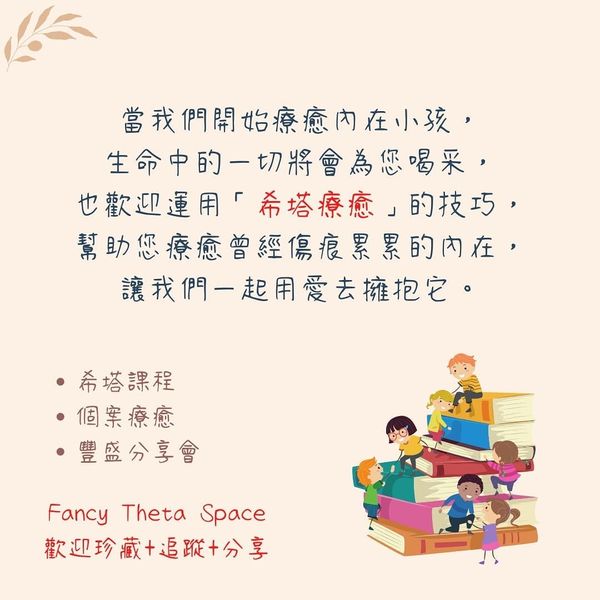 當我們開始療癒內在小孩，
生命中的一切將會為您喝采，
也歡迎運用「希塔療癒」的技巧，
幫助您療癒曾經傷痕累累的內在，
讓我們一起用愛去擁抱它。
• 希塔課程
• 個案療癒
• 豐盛分享會
Fancy Theta Space
歡迎珍藏+追蹤+分享